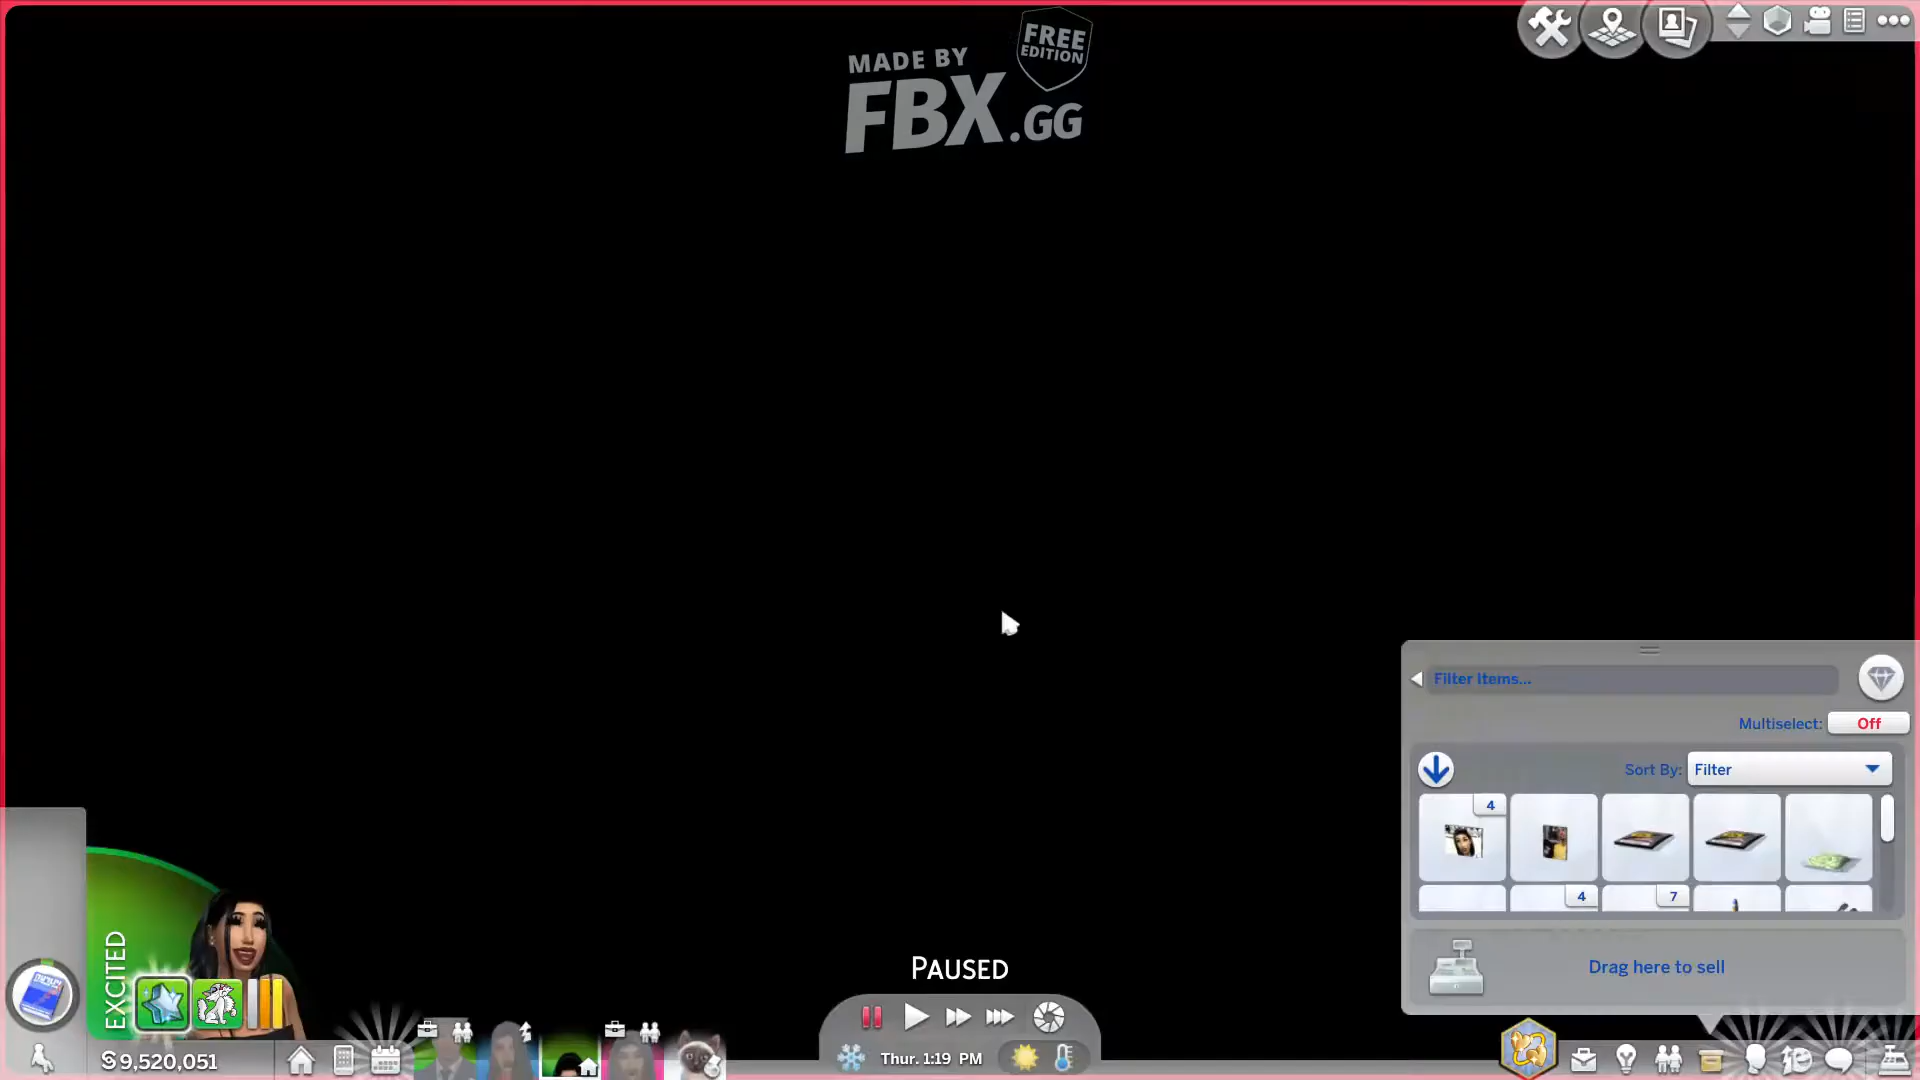 FREE
EDITION
MADE BY
FBX.GG
Filter Items...
Multiselect: Off
Sort By: Filter
4
4
7
Drag here to sell
EXCITED
PAUSED
9,520,051
Thur. 1:19 PM